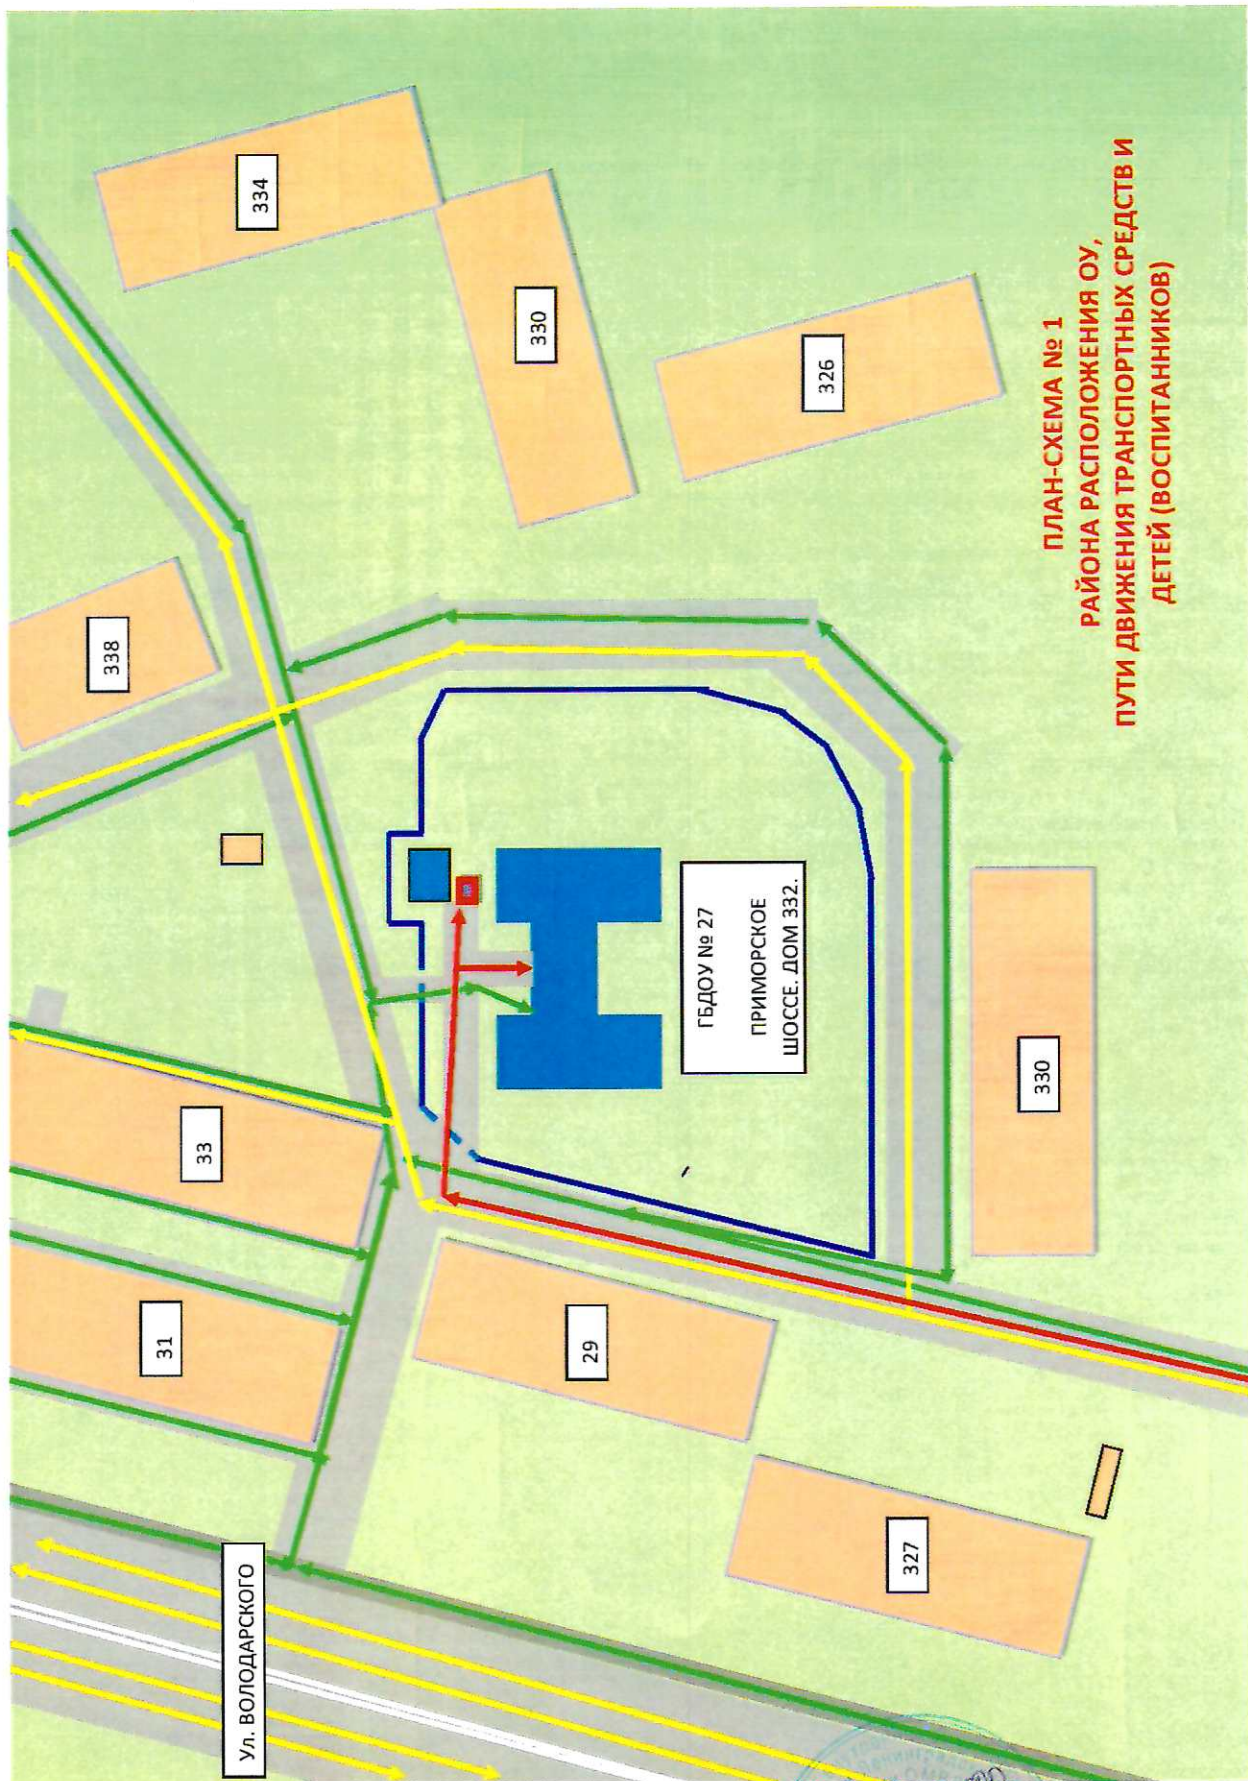 ПЛАН-СХЕМА № 1
РАЙОНА РАСПОЛОЖЕНИЯ ОУ,
ПУТИ ДВИЖЕНИЯ ТРАНСПОРТНЫХ СРЕДСТВ И
ДЕТЕЙ (ВОСПИТАННИКОВ)
Ул. ВОЛОДАРСКОГО
31
33
338
334
330
326
29
327
330
ГБДОУ № 27
ПРИМОРСКОЕ
ШОССЕ. ДОМ 332.